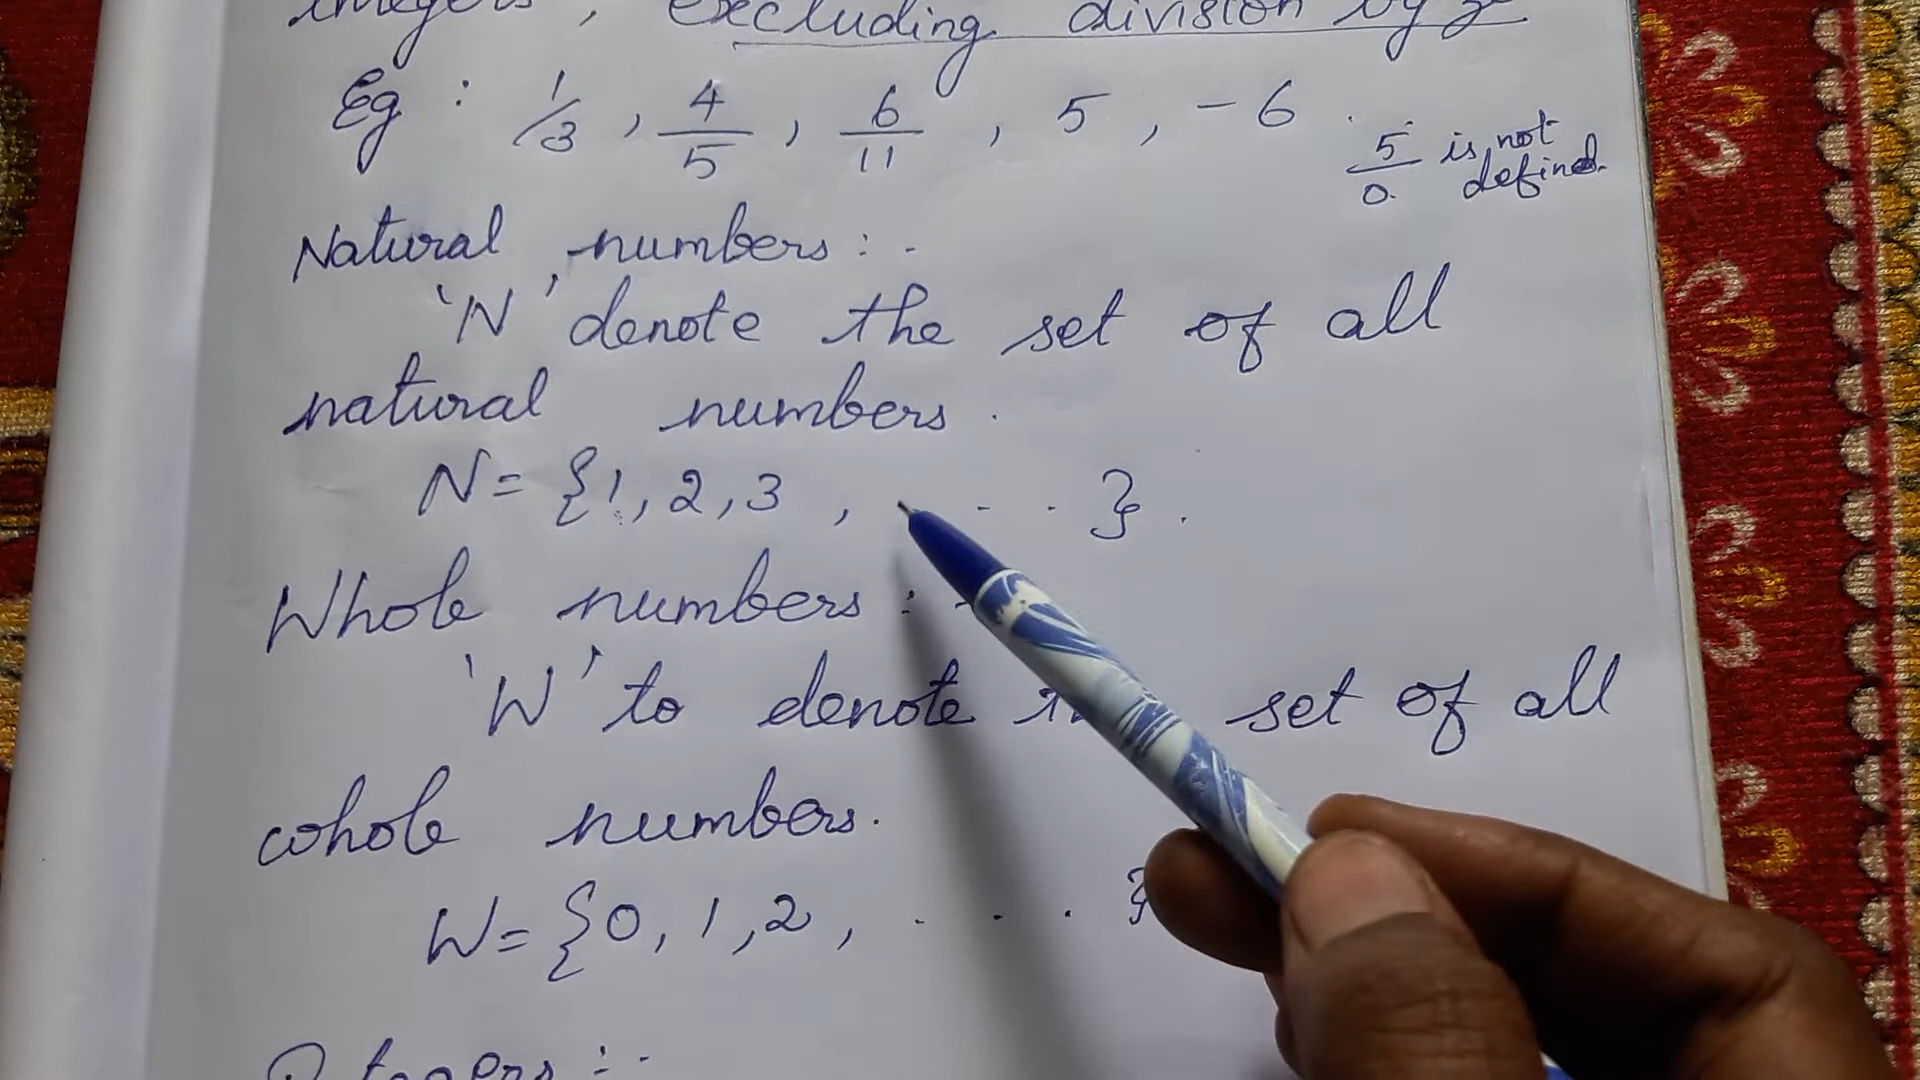 integers, excluding division by
Eg : 1/3, 4/5, 6/11, 5, -6.
5/0. is not defined.
Natural numbers: -
'N' denote the set of all
natural numbers.
N = {1, 2, 3, . . . }.
Whole numbers: -
'W' to denote set of all
whole numbers.
W = {0, 1, 2, . . . }